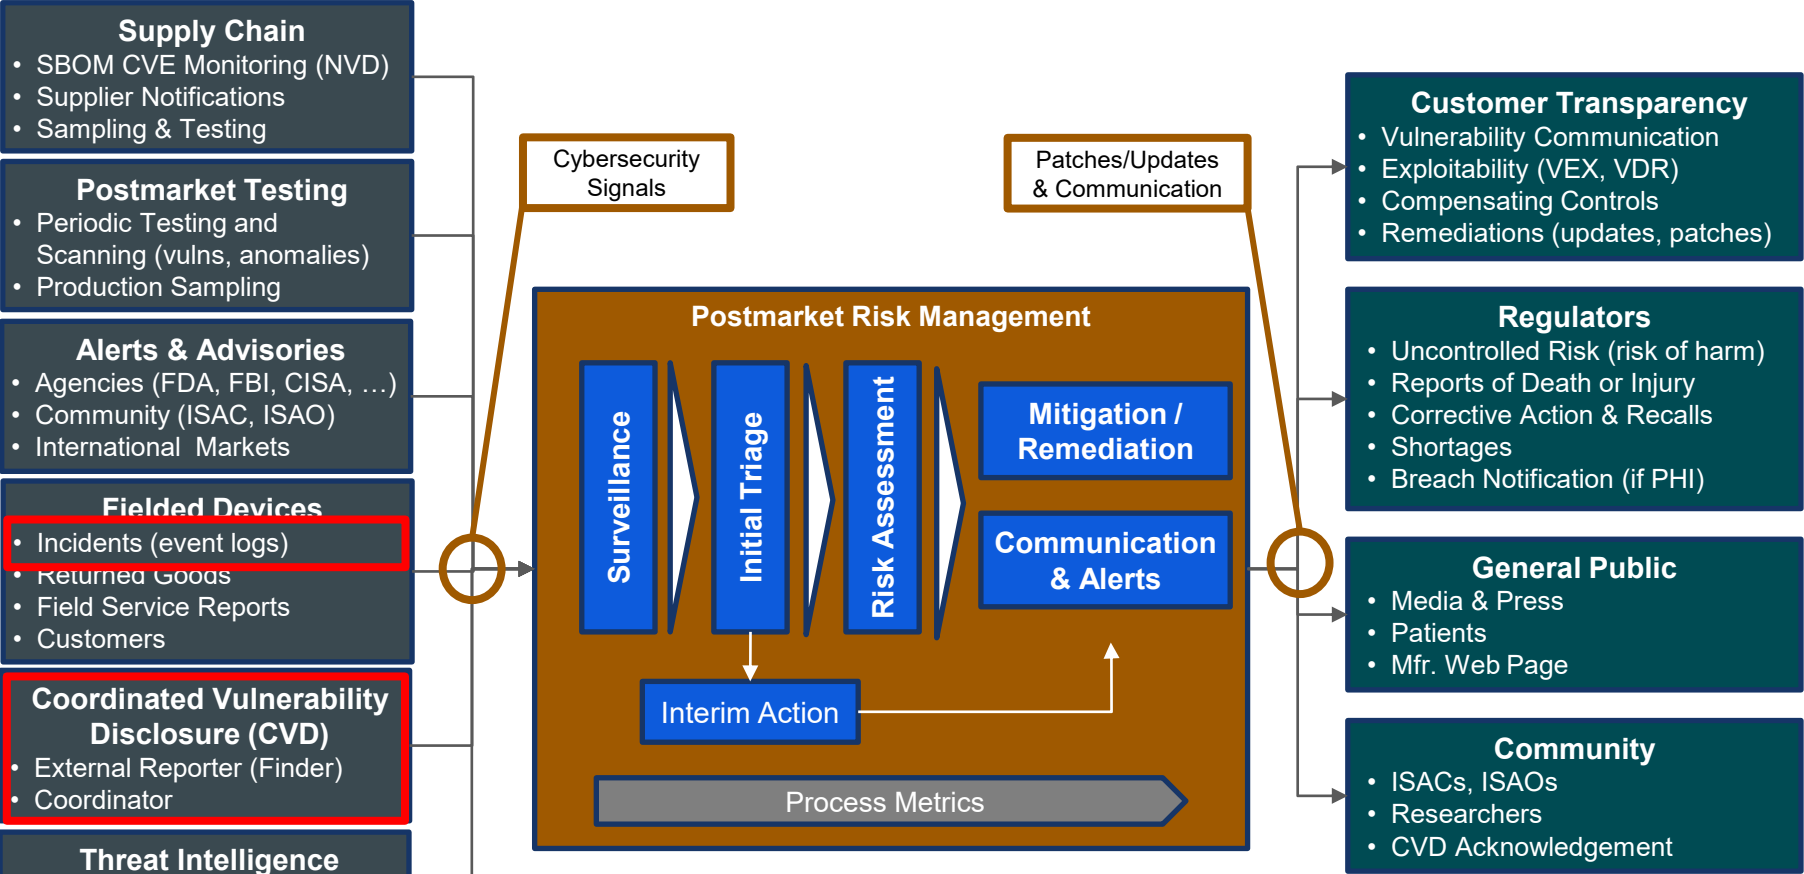 Supply Chain
• SBOM CVE Monitoring (NVD)
• Supplier Notifications
• Sampling & Testing
Postmarket Testing
• Periodic Testing and
Scanning (vulns, anomalies)
• Production Sampling
Alerts & Advisories
• Agencies (FDA, FBI, CISA, …)
• Community (ISAC, ISAO)
• International Markets
Fielded Devices
• Incidents (event logs)
• Returned Goods
• Field Service Reports
• Customers
Coordinated Vulnerability
Disclosure (CVD)
• External Reporter (Finder)
• Coordinator
Threat Intelligence
Cybersecurity
Signals
Patches/Updates
& Communication
Postmarket Risk Management
Surveillance
Initial Triage
Risk Assessment
Mitigation /
Remediation
Communication
& Alerts
Interim Action
Process Metrics
Customer Transparency
• Vulnerability Communication
• Exploitability (VEX, VDR)
• Compensating Controls
• Remediations (updates, patches)
Regulators
• Uncontrolled Risk (risk of harm)
• Reports of Death or Injury
• Corrective Action & Recalls
• Shortages
• Breach Notification (if PHI)
General Public
• Media & Press
• Patients
• Mfr. Web Page
Community
• ISACs, ISAOs
• Researchers
• CVD Acknowledgement